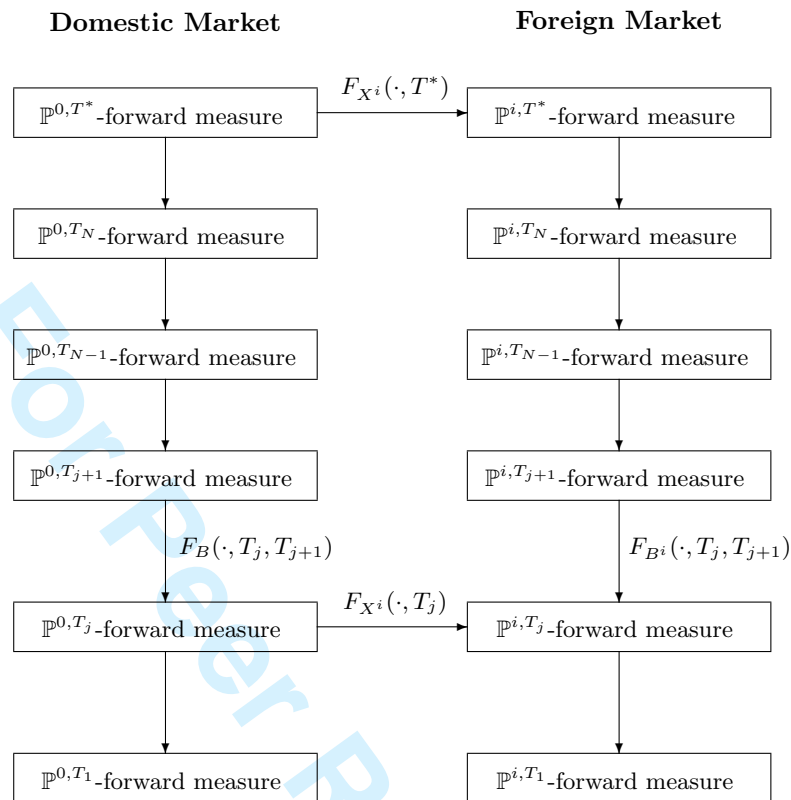 Domestic Market Foreign Market
F_{X^i}(·, T^*)
ℙ^{0,T^*}-forward measure ℙ^{i,T^*}-forward measure
ℙ^{0,T_N}-forward measure ℙ^{i,T_N}-forward measure
ℙ^{0,T_{N−1}}-forward measure ℙ^{i,T_{N−1}}-forward measure
ℙ^{0,T_{j+1}}-forward measure ℙ^{i,T_{j+1}}-forward measure
F_B(·, T_j, T_{j+1}) F_{B^i}(·, T_j, T_{j+1})
F_{X^i}(·, T_j)
ℙ^{0,T_j}-forward measure ℙ^{i,T_j}-forward measure
ℙ^{0,T_1}-forward measure ℙ^{i,T_1}-forward measure
For Peer R